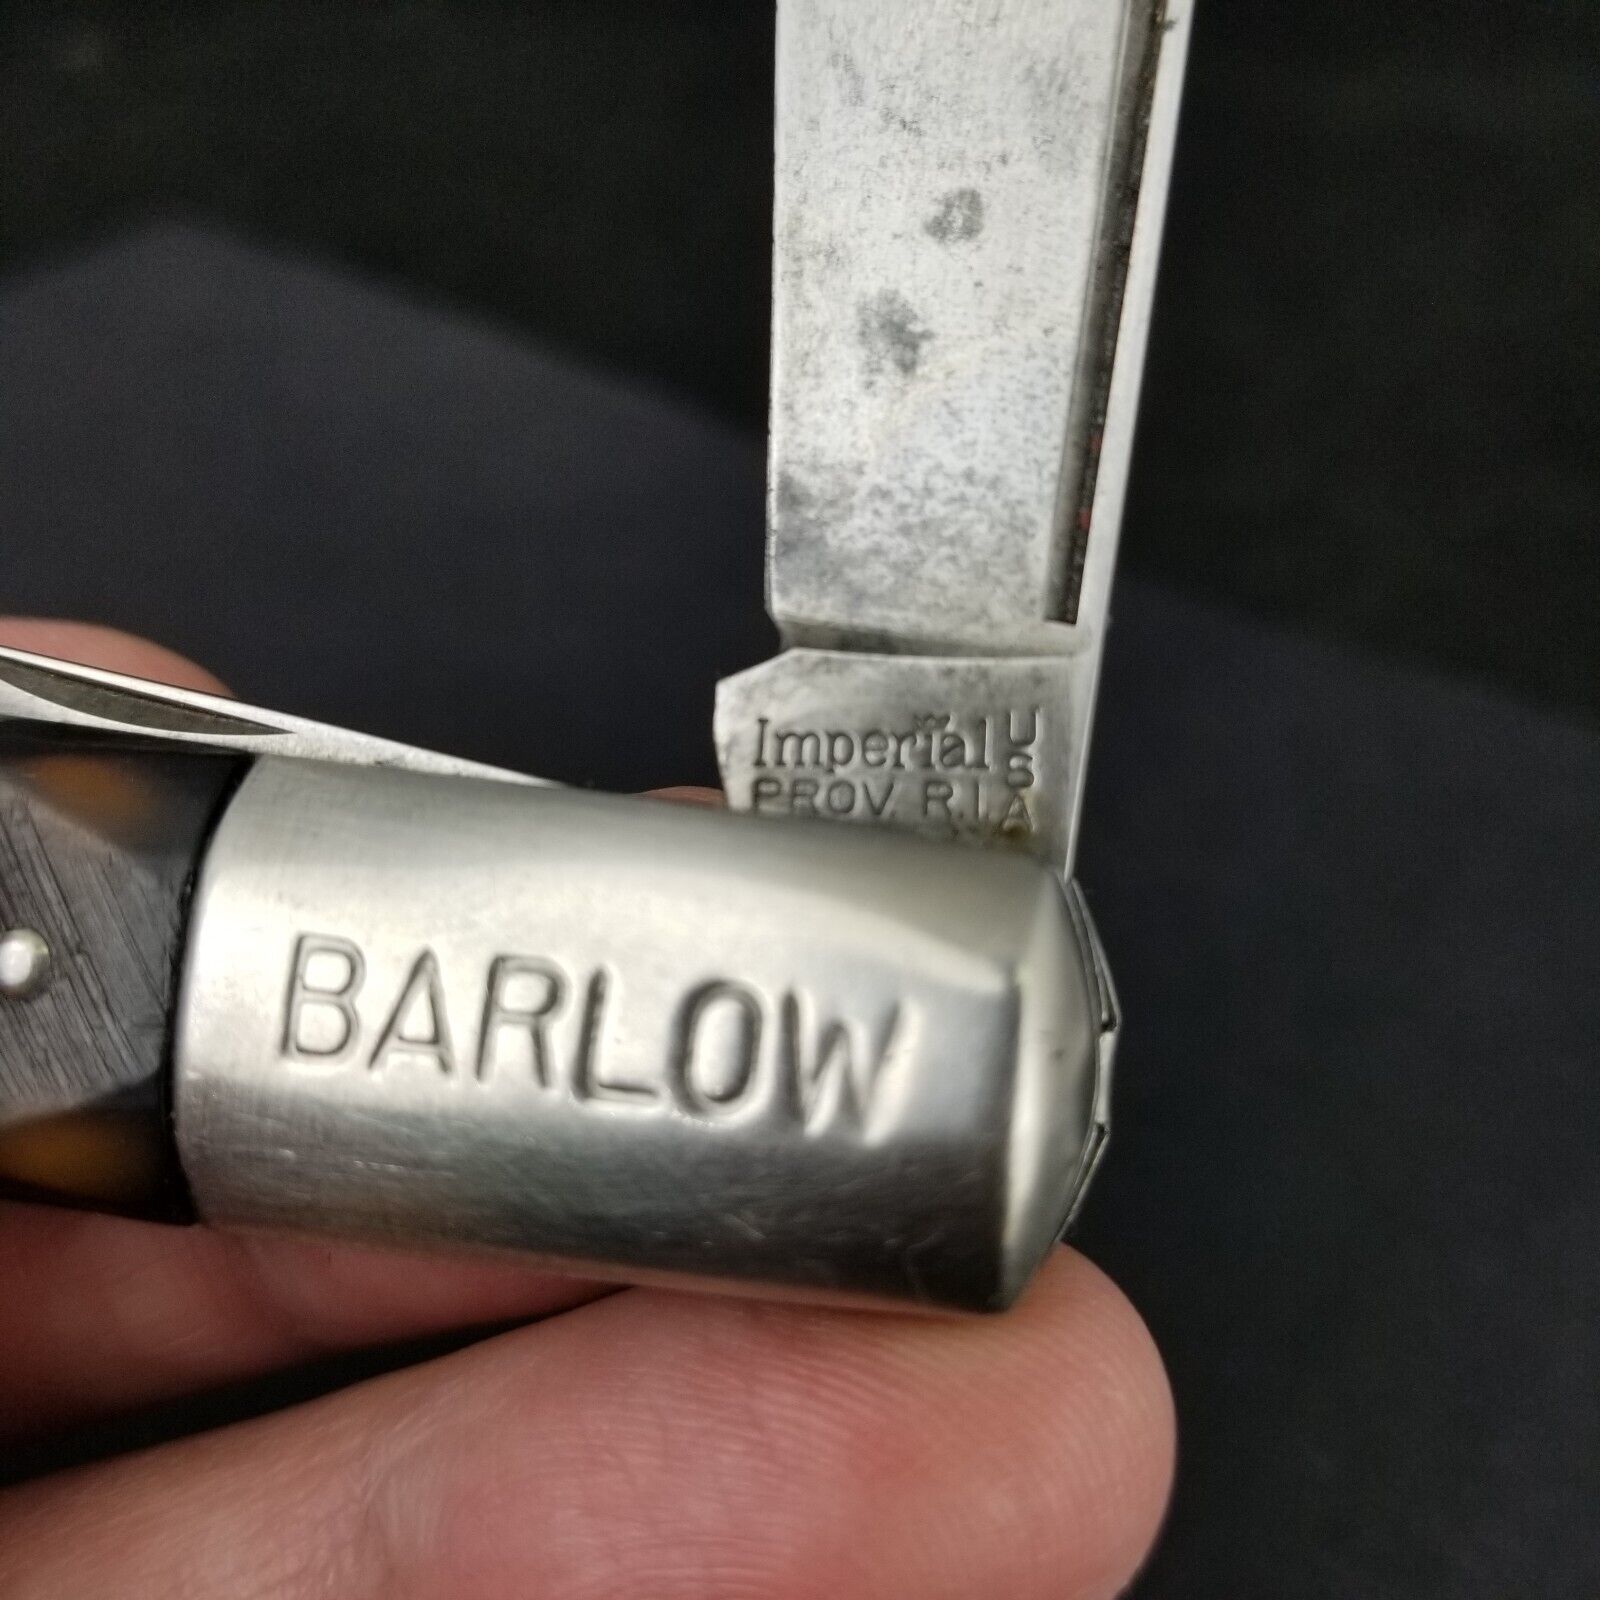 Imperial USA
PROV. R.I.
BARLOW